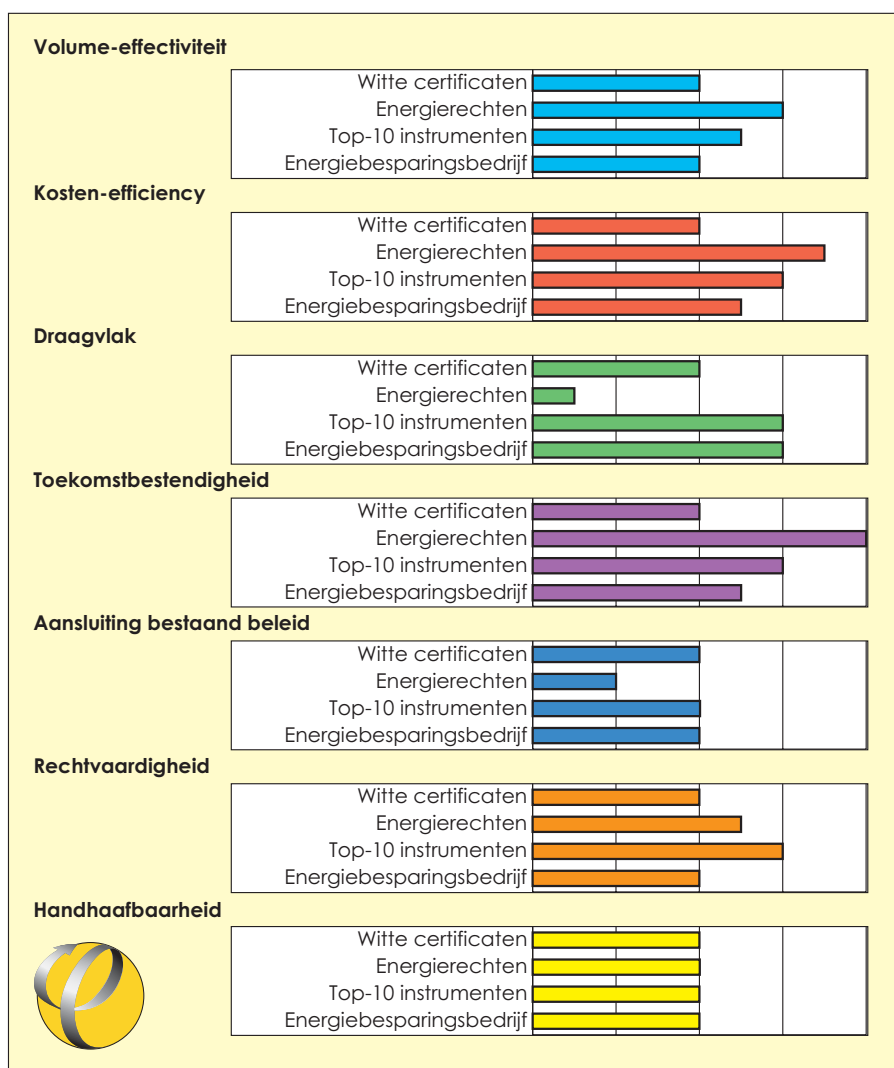 Volume-effectiviteit
Witte certificaten
Energierechten
Top-10 instrumenten
Energiebesparingsbedrijf
Kosten-efficiency
Witte certificaten
Energierechten
Top-10 instrumenten
Energiebesparingsbedrijf
Draagvlak
Witte certificaten
Energierechten
Top-10 instrumenten
Energiebesparingsbedrijf
Toekomstbestendigheid
Witte certificaten
Energierechten
Top-10 instrumenten
Energiebesparingsbedrijf
Aansluiting bestaand beleid
Witte certificaten
Energierechten
Top-10 instrumenten
Energiebesparingsbedrijf
Rechtvaardigheid
Witte certificaten
Energierechten
Top-10 instrumenten
Energiebesparingsbedrijf
Handhaafbaarheid
Witte certificaten
Energierechten
Top-10 instrumenten
Energiebesparingsbedrijf